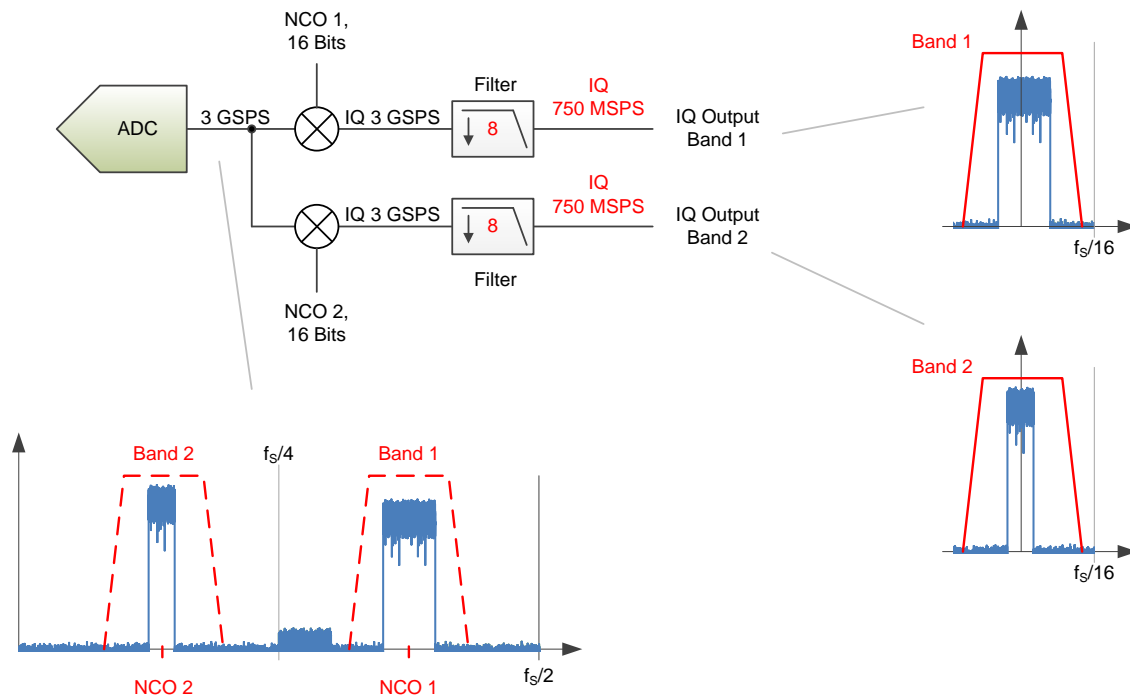 NCO 1,
16 Bits
Filter
IQ
750 MSPS
ADC
3 GSPS
IQ 3 GSPS
8
IQ Output
Band 1
IQ
750 MSPS
IQ 3 GSPS
8
IQ Output
Band 2
Filter
NCO 2,
16 Bits
Band 1
fS/16
Band 2
fS/16
Band 2
fS/4
Band 1
fS/2
NCO 2
NCO 1